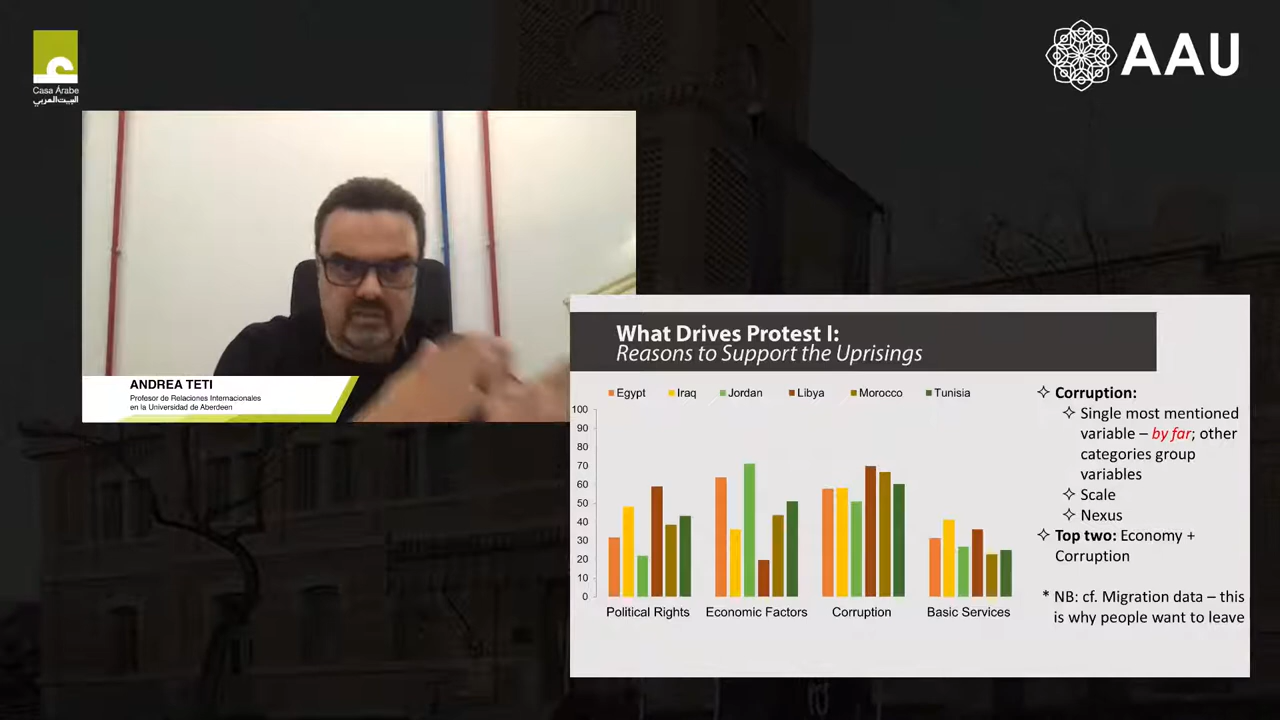 Casa Árabe
البيت العربي
AAU
ANDREA TETI
Profesor de Relaciones Internacionales
en la Universidad de Aberdeen
What Drives Protest I:
Reasons to Support the Uprisings
Egypt Iraq Jordan Libya Morocco Tunisia
100
90
80
70
60
50
40
30
20
10
0
Political Rights Economic Factors Corruption Basic Services
✧ Corruption:
✧ Single most mentioned
variable – by far; other
categories group
variables
✧ Scale
✧ Nexus
✧ Top two: Economy +
Corruption
* NB: cf. Migration data – this
is why people want to leave